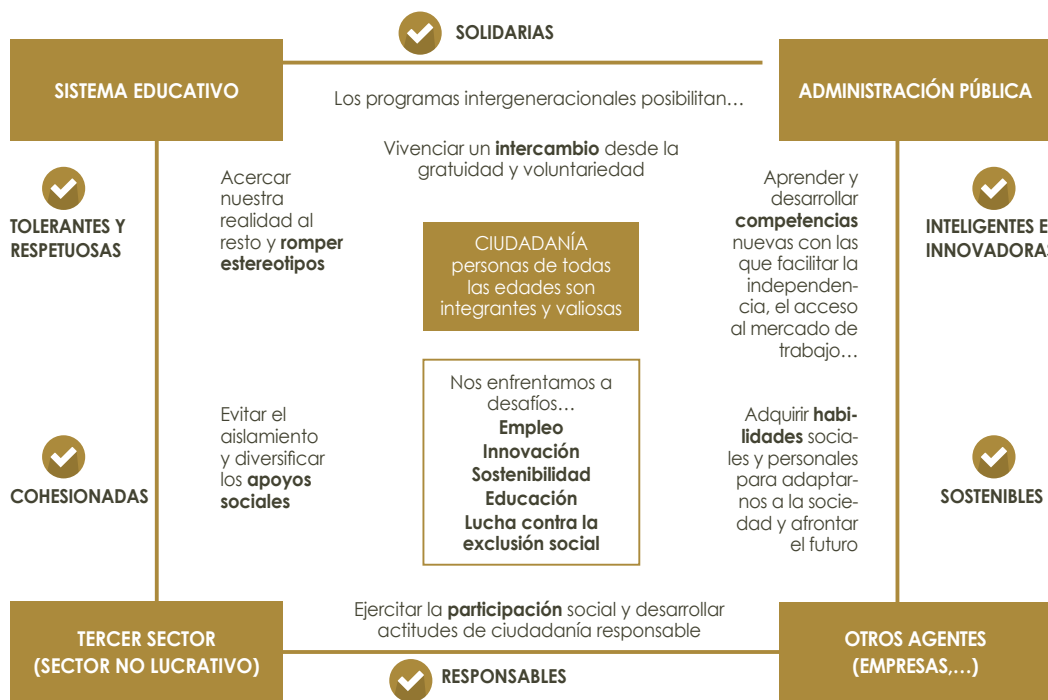 SOLIDARIAS
SISTEMA EDUCATIVO
ADMINISTRACIÓN PÚBLICA
Los programas intergeneracionales posibilitan…
Vivenciar un intercambio desde la
gratuidad y voluntariedad
TOLERANTES Y
RESPETUOSAS
Acercar
nuestra
realidad al
resto y romper
estereotipos
CIUDADANÍA
personas de todas
las edades son
integrantes y valiosas
Aprender y
desarrollar
competencias
nuevas con las
que facilitar la
independen-
cia, el acceso
al mercado de
trabajo…
INTELIGENTES E
INNOVADORAS
COHESIONADAS
Evitar el
aislamiento
y diversificar
los apoyos
sociales
Nos enfrentamos a
desafíos…
Empleo
Innovación
Sostenibilidad
Educación
Lucha contra la
exclusión social
Adquirir habi-
lidades socia-
les y personales
para adaptar-
nos a la socie-
dad y afrontar
el futuro
SOSTENIBLES
Ejercitar la participación social y desarrollar
actitudes de ciudadanía responsable
TERCER SECTOR
(SECTOR NO LUCRATIVO)
OTROS AGENTES
(EMPRESAS,…)
RESPONSABLES